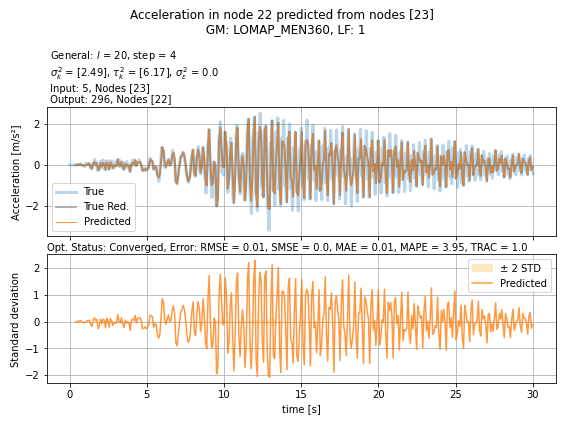 Acceleration in node 22 predicted from nodes [23]
GM: LOMAP_MEN360, LF: 1
General: l = 20, step = 4
σ²ₖ = [2.49], τ²ₖ = [6.17], σ²ε = 0.0
Input: 5, Nodes [23]
Output: 296, Nodes [22]
Acceleration [m/s²]
2
0
−2
True
True Red.
Predicted
Opt. Status: Converged, Error: RMSE = 0.01, SMSE = 0.0, MAE = 0.01, MAPE = 3.95, TRAC = 1.0
Standard deviation
2
1
0
−1
−2
± 2 STD
Predicted
0 5 10 15 20 25 30
time [s]